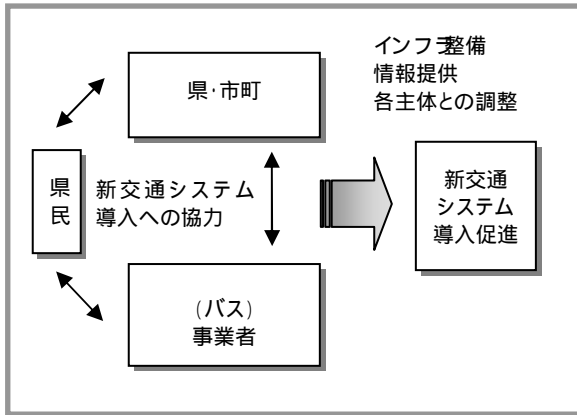 県・市町
インフラ整備
情報提供
各主体との調整
県
民
新交通システム
導入への協力
新交通
システム
導入促進
(バス)
事業者